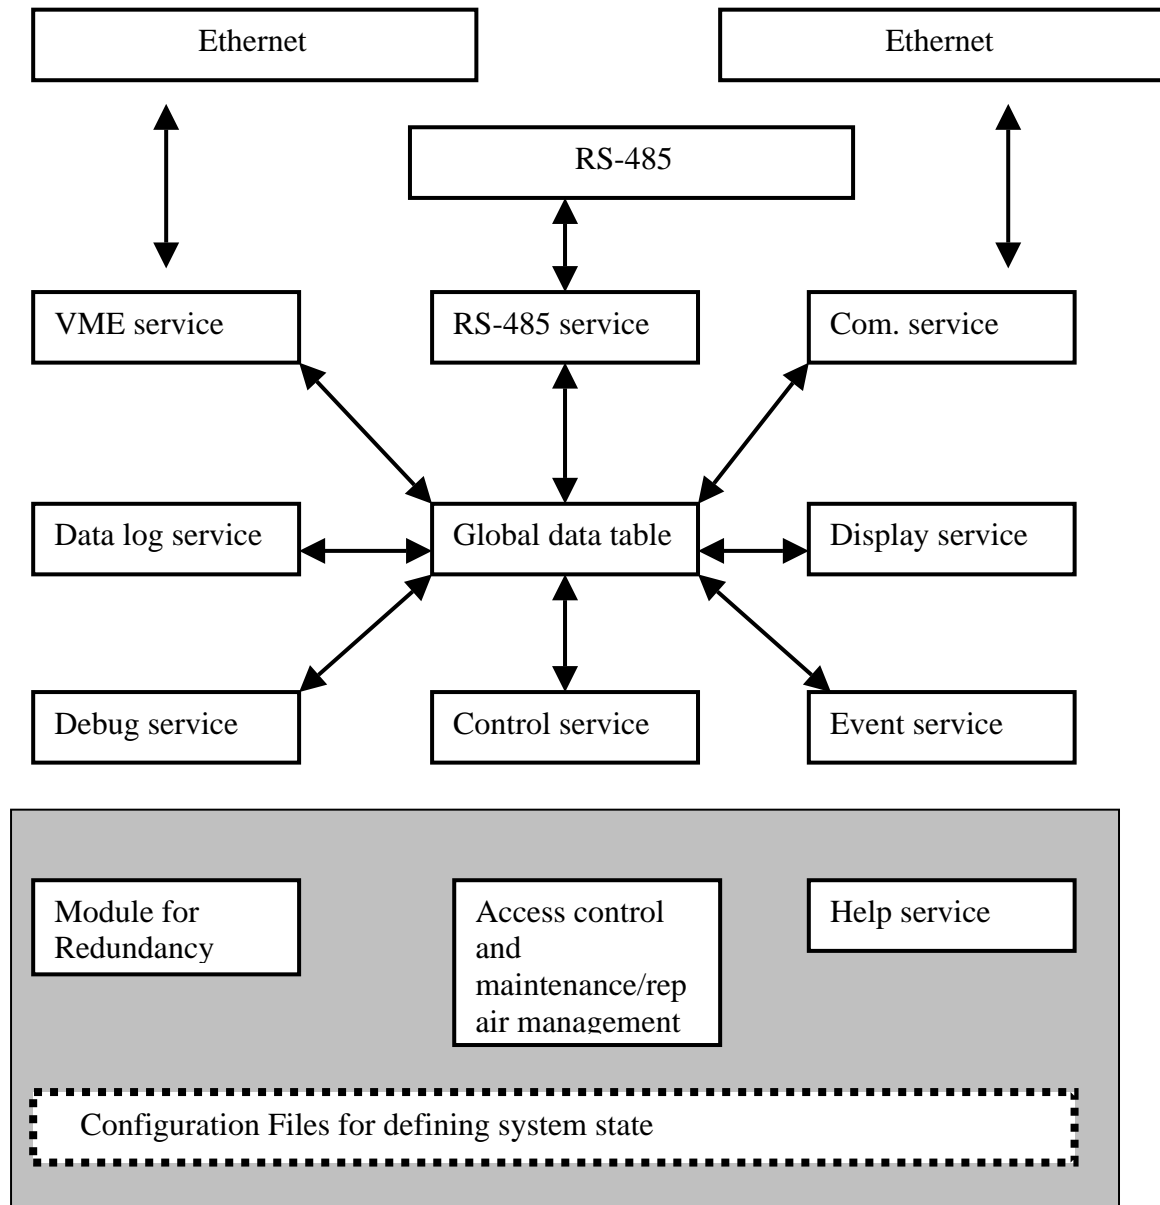 Ethernet
Ethernet
RS-485
VME service
RS-485 service
Com. service
Data log service
Global data table
Display service
Debug service
Control service
Event service
Module for
Redundancy
Access control
and
maintenance/rep
air management
Help service
Configuration Files for defining system state